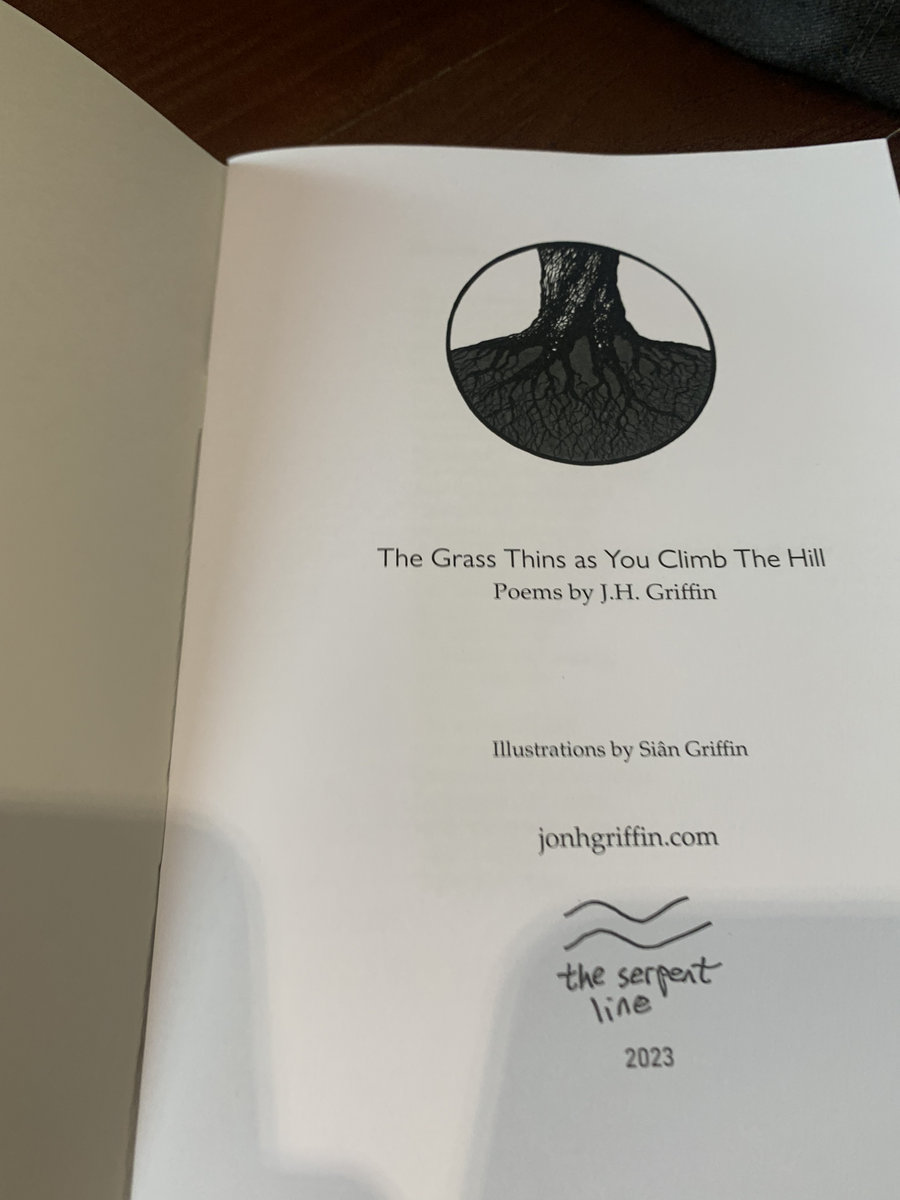 The Grass Thins as You Climb The Hill
Poems by J.H. Griffin
Illustrations by Siân Griffin
jonhgriffin.com
the serpent
line
2023